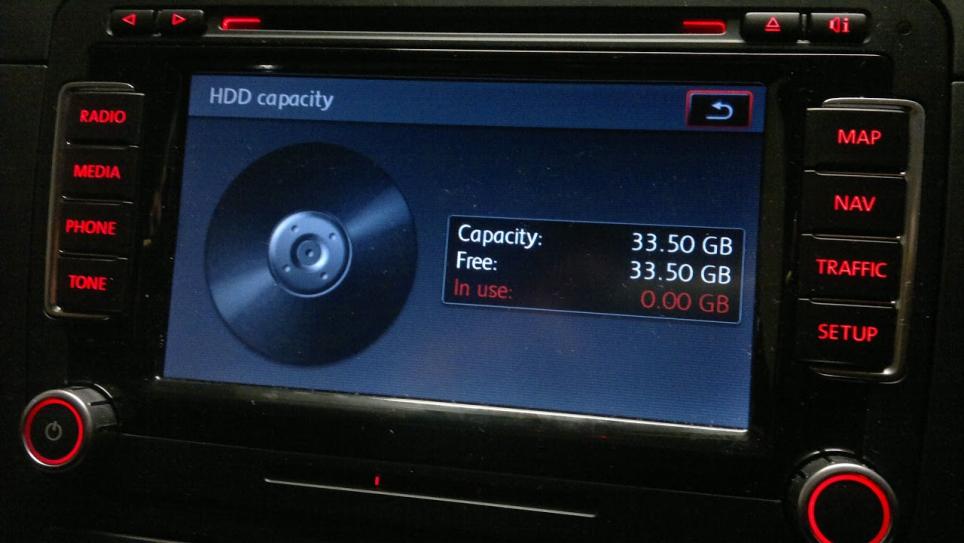 HDD capacity
RADIO
MEDIA
PHONE
TONE
Capacity: 33.50 GB
Free: 33.50 GB
In use: 0.00 GB
MAP
NAV
TRAFFIC
SETUP